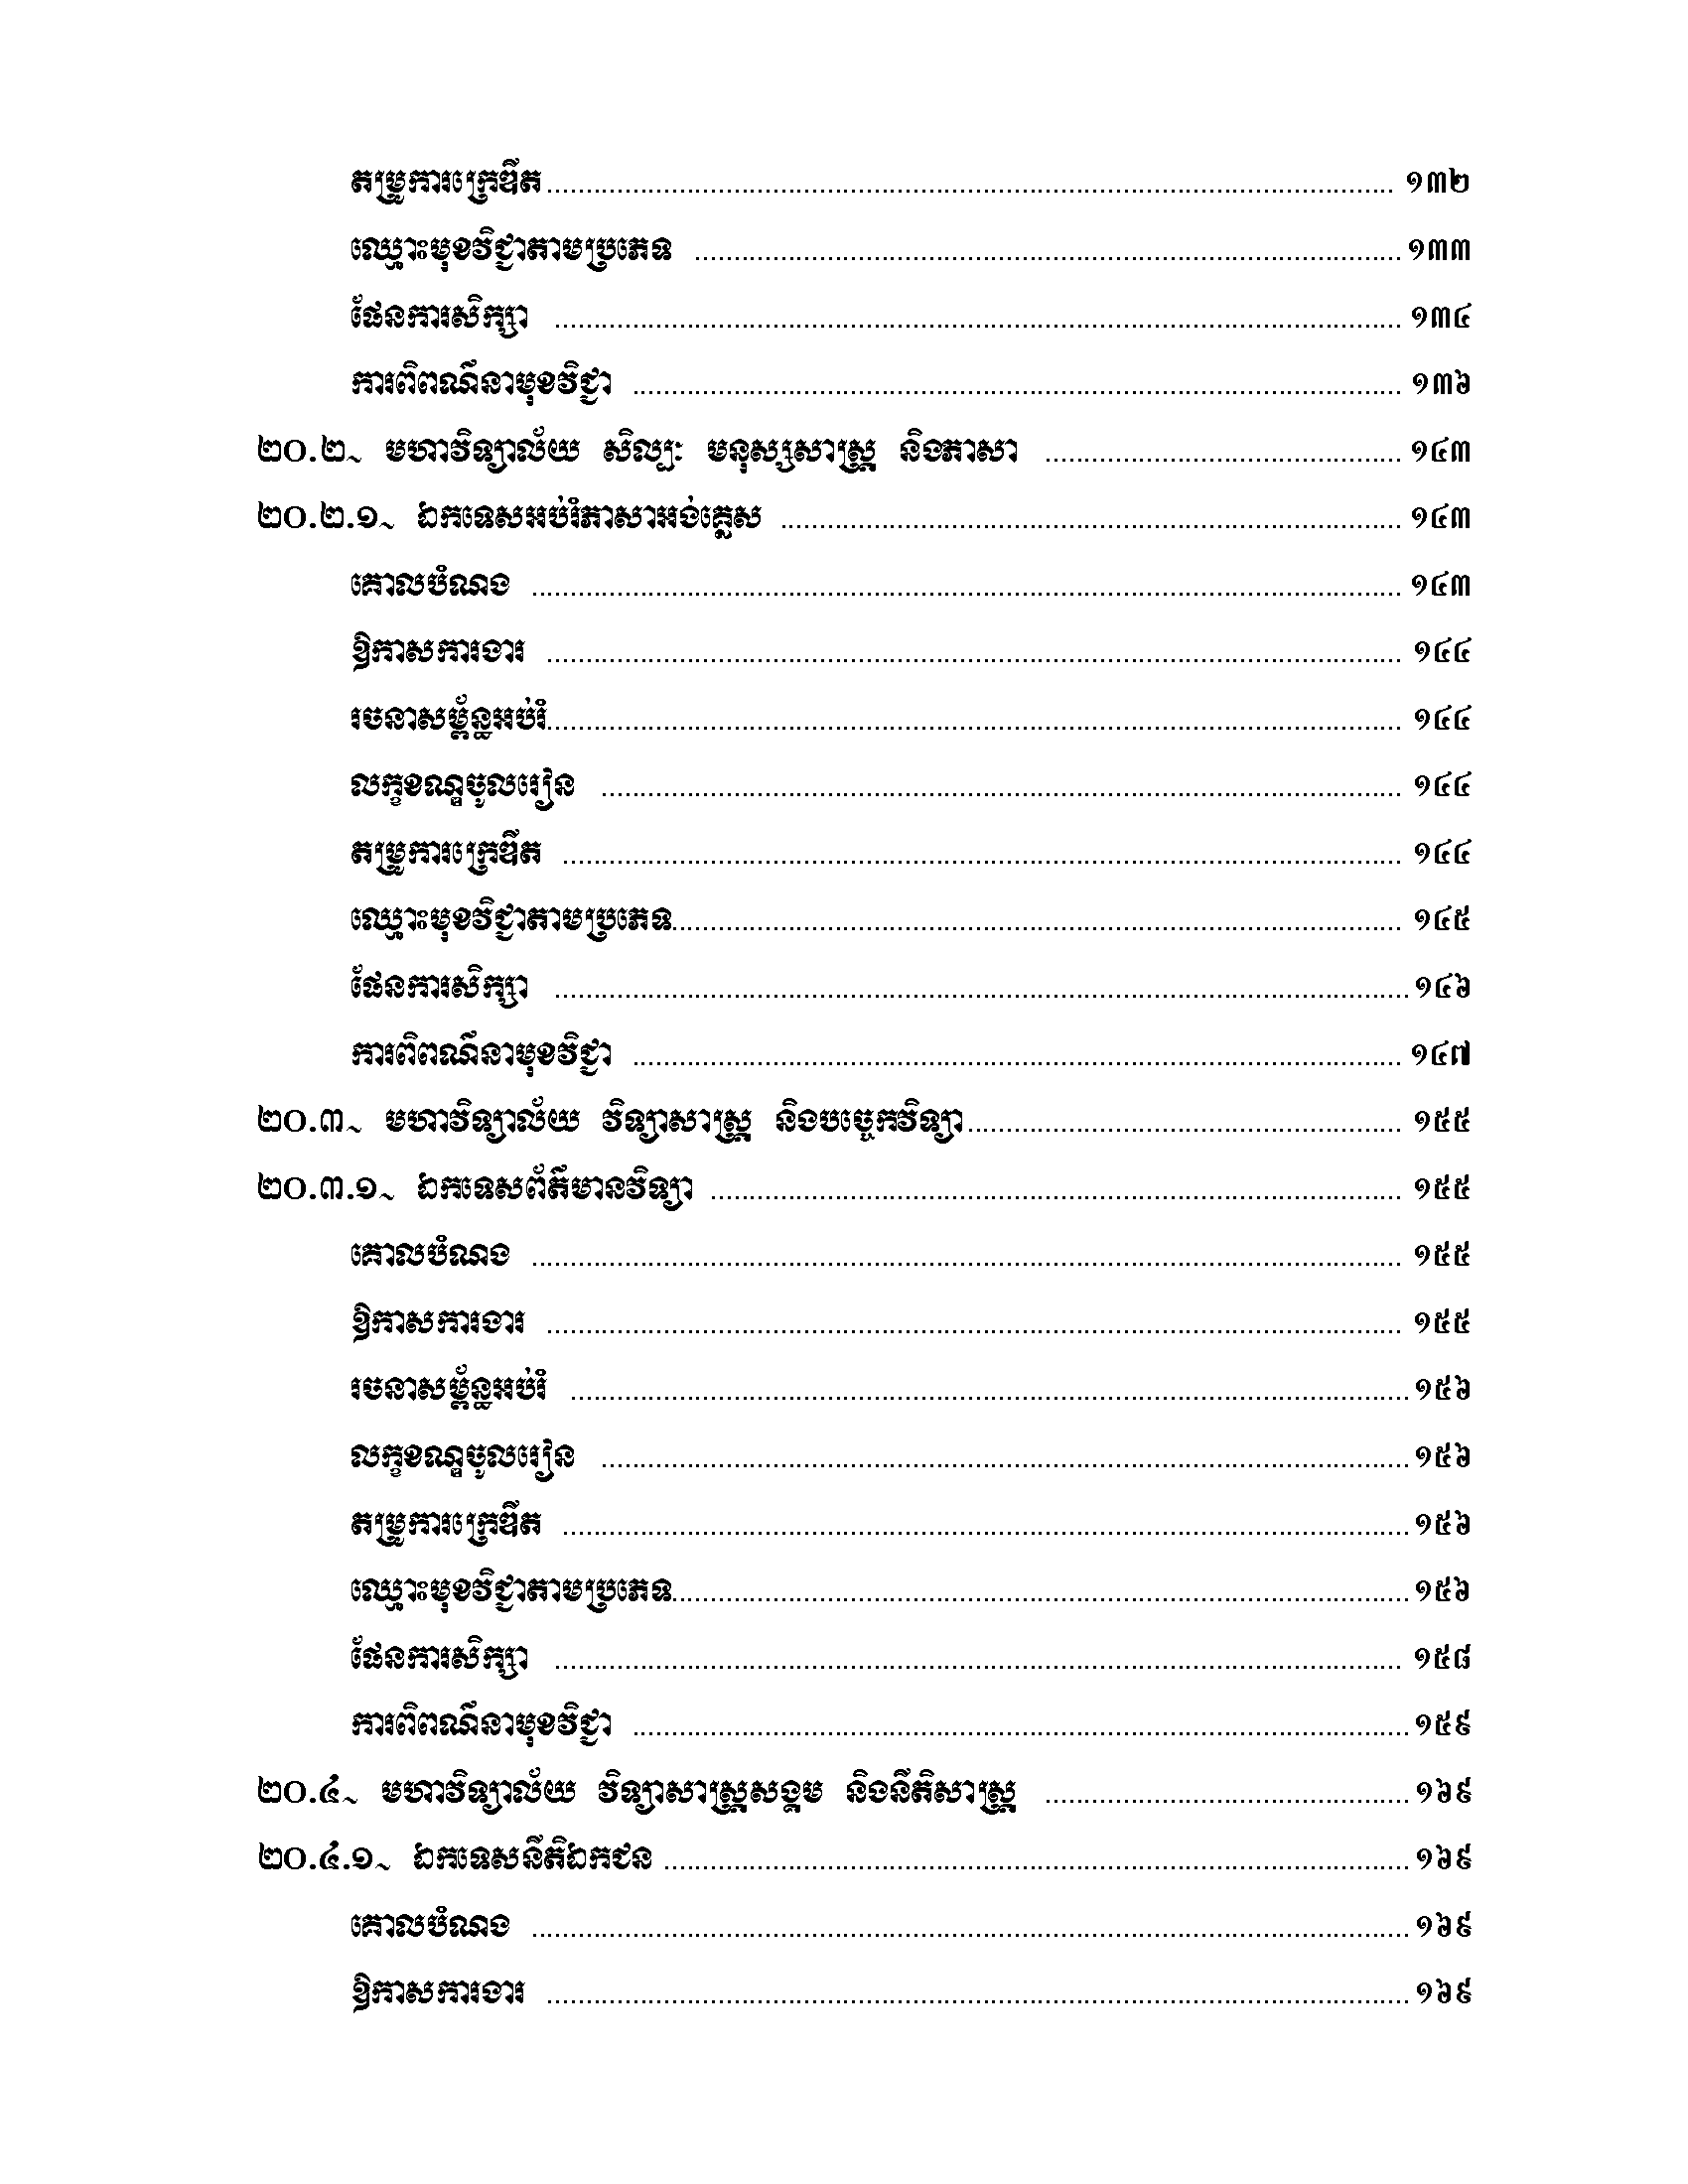 តម្រូវការក្រេឌីត ........ ១៣២
ឈ្មោះមុខវិជ្ជាតាមប្រភេទ ........ ១៣៣
ផែនការសិក្សា ........ ១៣៤
ការពិពណ៌នាមុខវិជ្ជា ........ ១៣៦
២០.២~ មហាវិទ្យាល័យ សិល្បៈ មនុស្សសាស្ត្រ និងភាសា ........ ១៤៣
២០.២.១~ ឯកទេសអប់រំភាសាអង់គ្លេស ........ ១៤៣
គោលបំណង ........ ១៤៣
ឱកាសការងារ ........ ១៤៤
រចនាសម្ព័ន្ធអប់រំ ........ ១៤៤
លក្ខខណ្ឌចូលរៀន ........ ១៤៤
តម្រូវការក្រេឌីត ........ ១៤៤
ឈ្មោះមុខវិជ្ជាតាមប្រភេទ ........ ១៤៥
ផែនការសិក្សា ........ ១៤៦
ការពិពណ៌នាមុខវិជ្ជា ........ ១៤៧
២០.៣~ មហាវិទ្យាល័យ វិទ្យាសាស្ត្រ និងបច្ចេកវិទ្យា ........ ១៥៥
២០.៣.១~ ឯកទេសព័ត៌មានវិទ្យា ........ ១៥៥
គោលបំណង ........ ១៥៥
ឱកាសការងារ ........ ១៥៥
រចនាសម្ព័ន្ធអប់រំ ........ ១៥៦
លក្ខខណ្ឌចូលរៀន ........ ១៥៦
តម្រូវការក្រេឌីត ........ ១៥៦
ឈ្មោះមុខវិជ្ជាតាមប្រភេទ ........ ១៥៦
ផែនការសិក្សា ........ ១៥៨
ការពិពណ៌នាមុខវិជ្ជា ........ ១៥៩
២០.៤~ មហាវិទ្យាល័យ វិទ្យាសាស្ត្រសង្គម និងនីតិសាស្ត្រ ........ ១៦៩
២០.៤.១~ ឯកទេសនីតិឯកជន ........ ១៦៩
គោលបំណង ........ ១៦៩
ឱកាសការងារ ........ ១៦៩